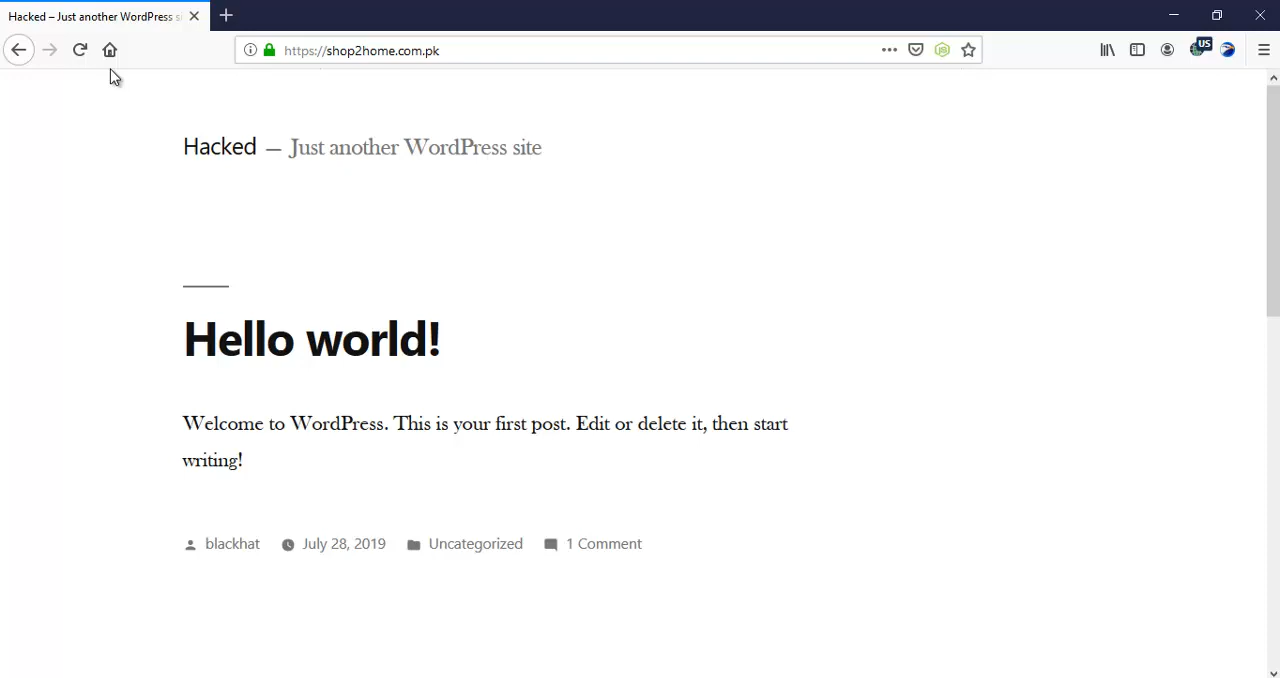 Hacked – Just another WordPress s
https://shop2home.com.pk
US
Hacked — Just another WordPress site
Hello world!
Welcome to WordPress. This is your first post. Edit or delete it, then start
writing!
blackhat July 28, 2019 Uncategorized 1 Comment